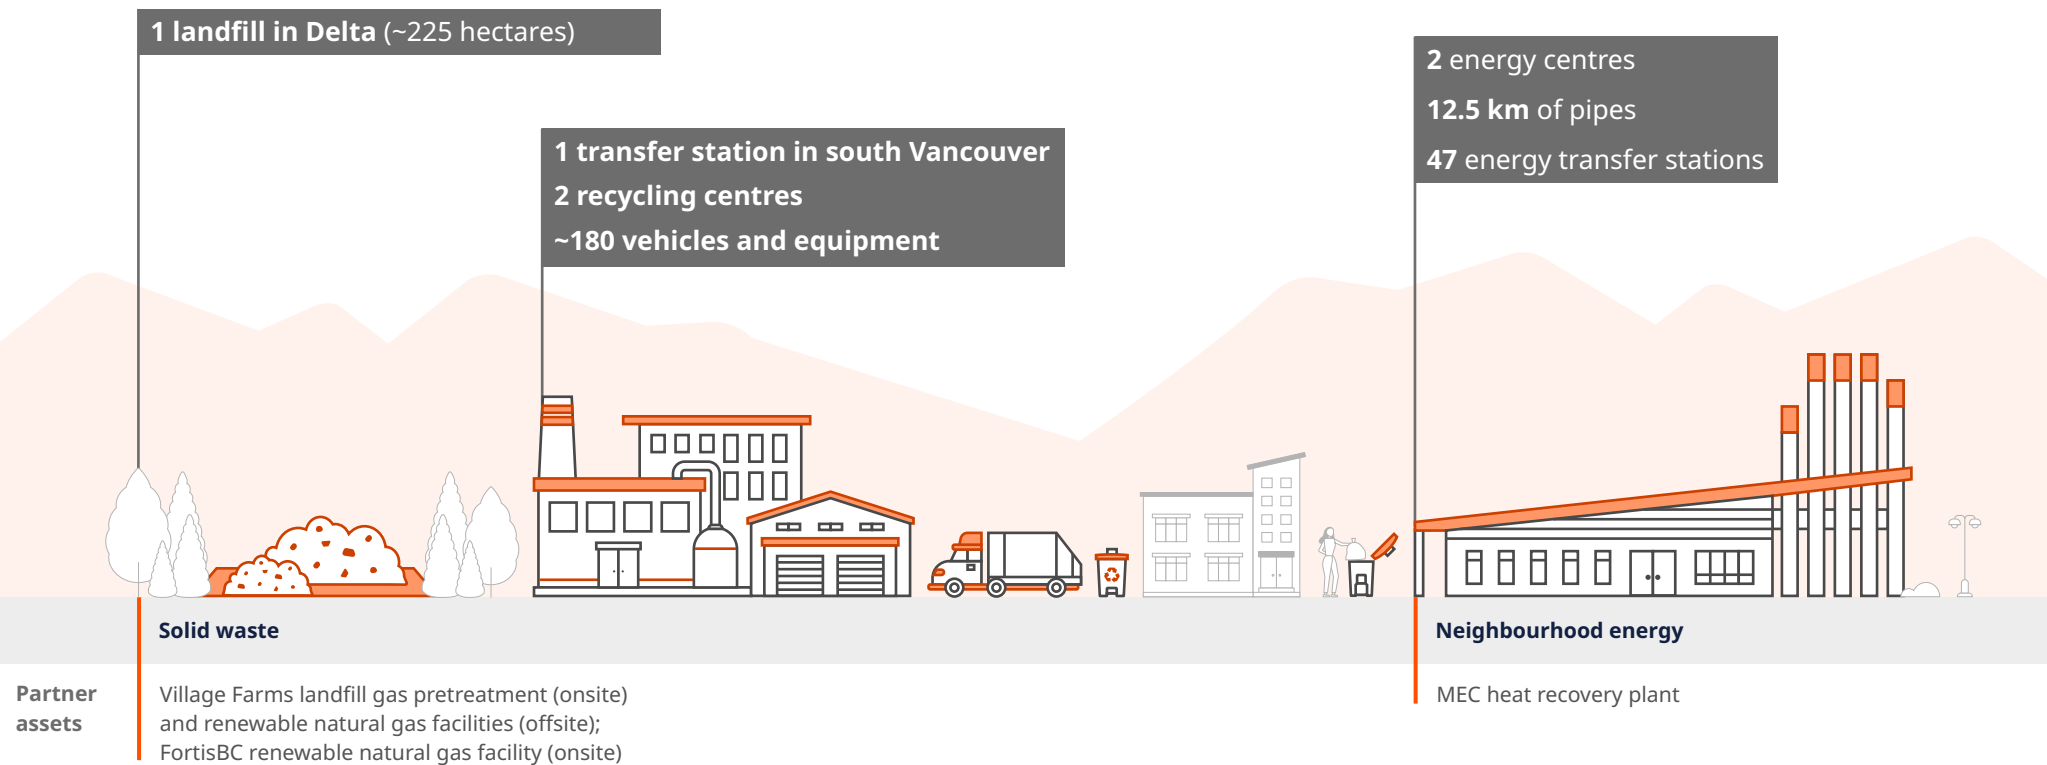 1 landfill in Delta (~225 hectares)
1 transfer station in south Vancouver
2 recycling centres
~180 vehicles and equipment
2 energy centres
12.5 km of pipes
47 energy transfer stations
Solid waste
Neighbourhood energy
Partner
assets
Village Farms landfill gas pretreatment (onsite)
and renewable natural gas facilities (offsite);
FortisBC renewable natural gas facility (onsite)
MEC heat recovery plant